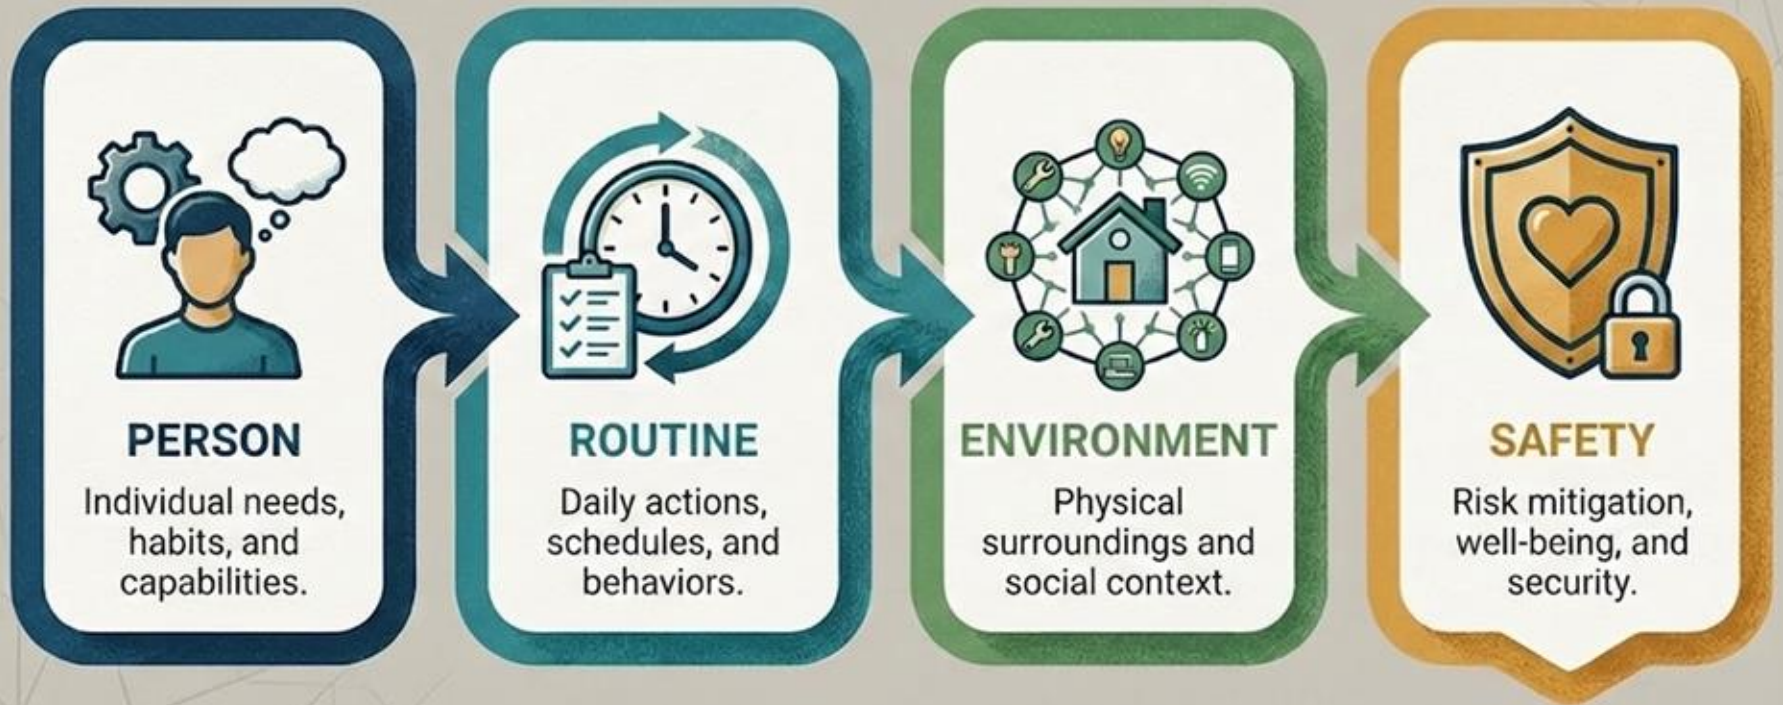 PERSON
Individual needs,
habits, and
capabilities.
ROUTINE
Daily actions,
schedules, and
behaviors.
ENVIRONMENT
Physical
surroundings and
social context.
SAFETY
Risk mitigation,
well-being, and
security.